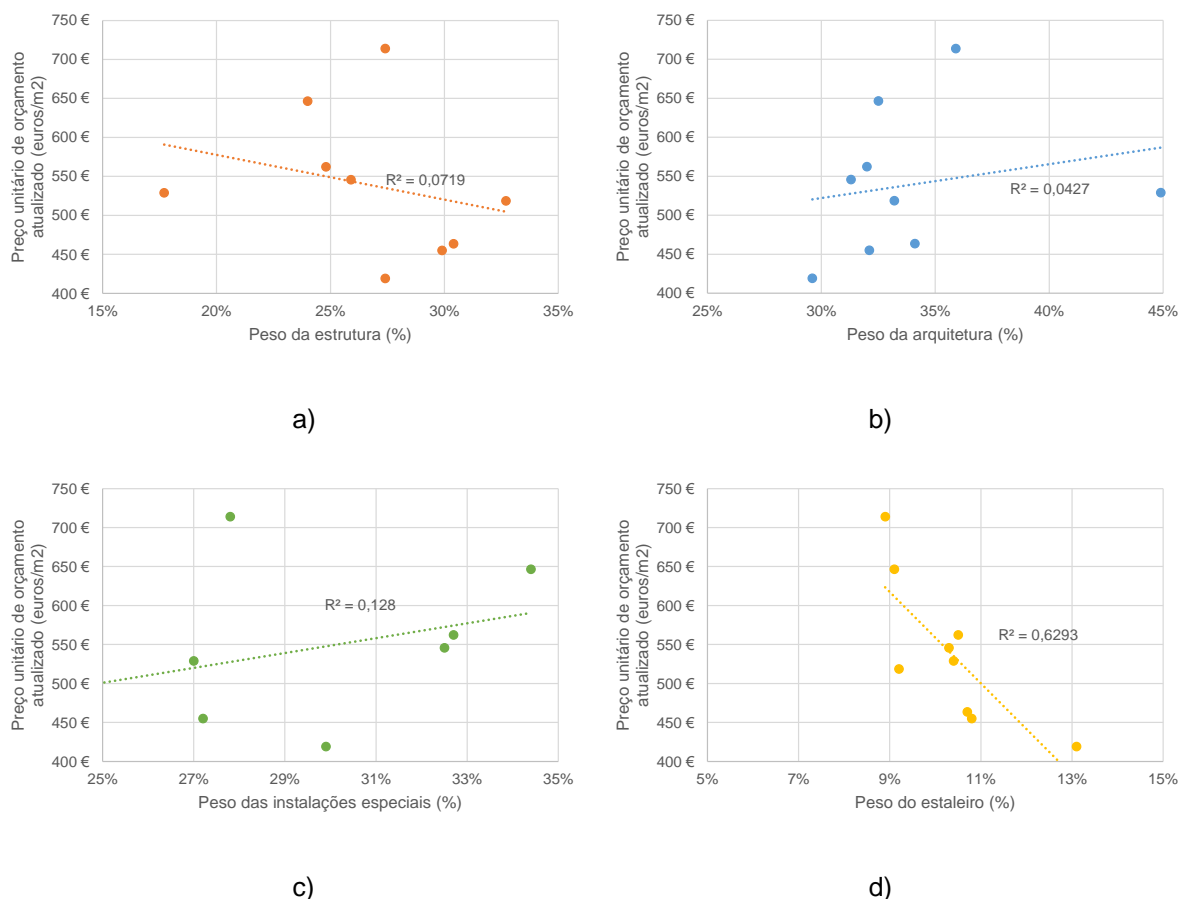 750 €
700 €
650 €
600 €
550 €
500 €
450 €
400 €
Preço unitário de orçamento
atualizado (euros/m2)
R² = 0,0719
15% 20% 25% 30% 35%
Peso da estrutura (%)
a)
750 €
700 €
650 €
600 €
550 €
500 €
450 €
400 €
Preço unitário de orçamento
atualizado (euros/m2)
R² = 0,0427
25% 30% 35% 40% 45%
Peso da arquitetura (%)
b)
750 €
700 €
650 €
600 €
550 €
500 €
450 €
400 €
Preço unitário de orçamento
atualizado (euros/m2)
R² = 0,128
25% 27% 29% 31% 33% 35%
Peso das instalações especiais (%)
c)
750 €
700 €
650 €
600 €
550 €
500 €
450 €
400 €
Preço unitário de orçamento
atualizado (euros/m2)
R² = 0,6293
5% 7% 9% 11% 13% 15%
Peso do estaleiro (%)
d)